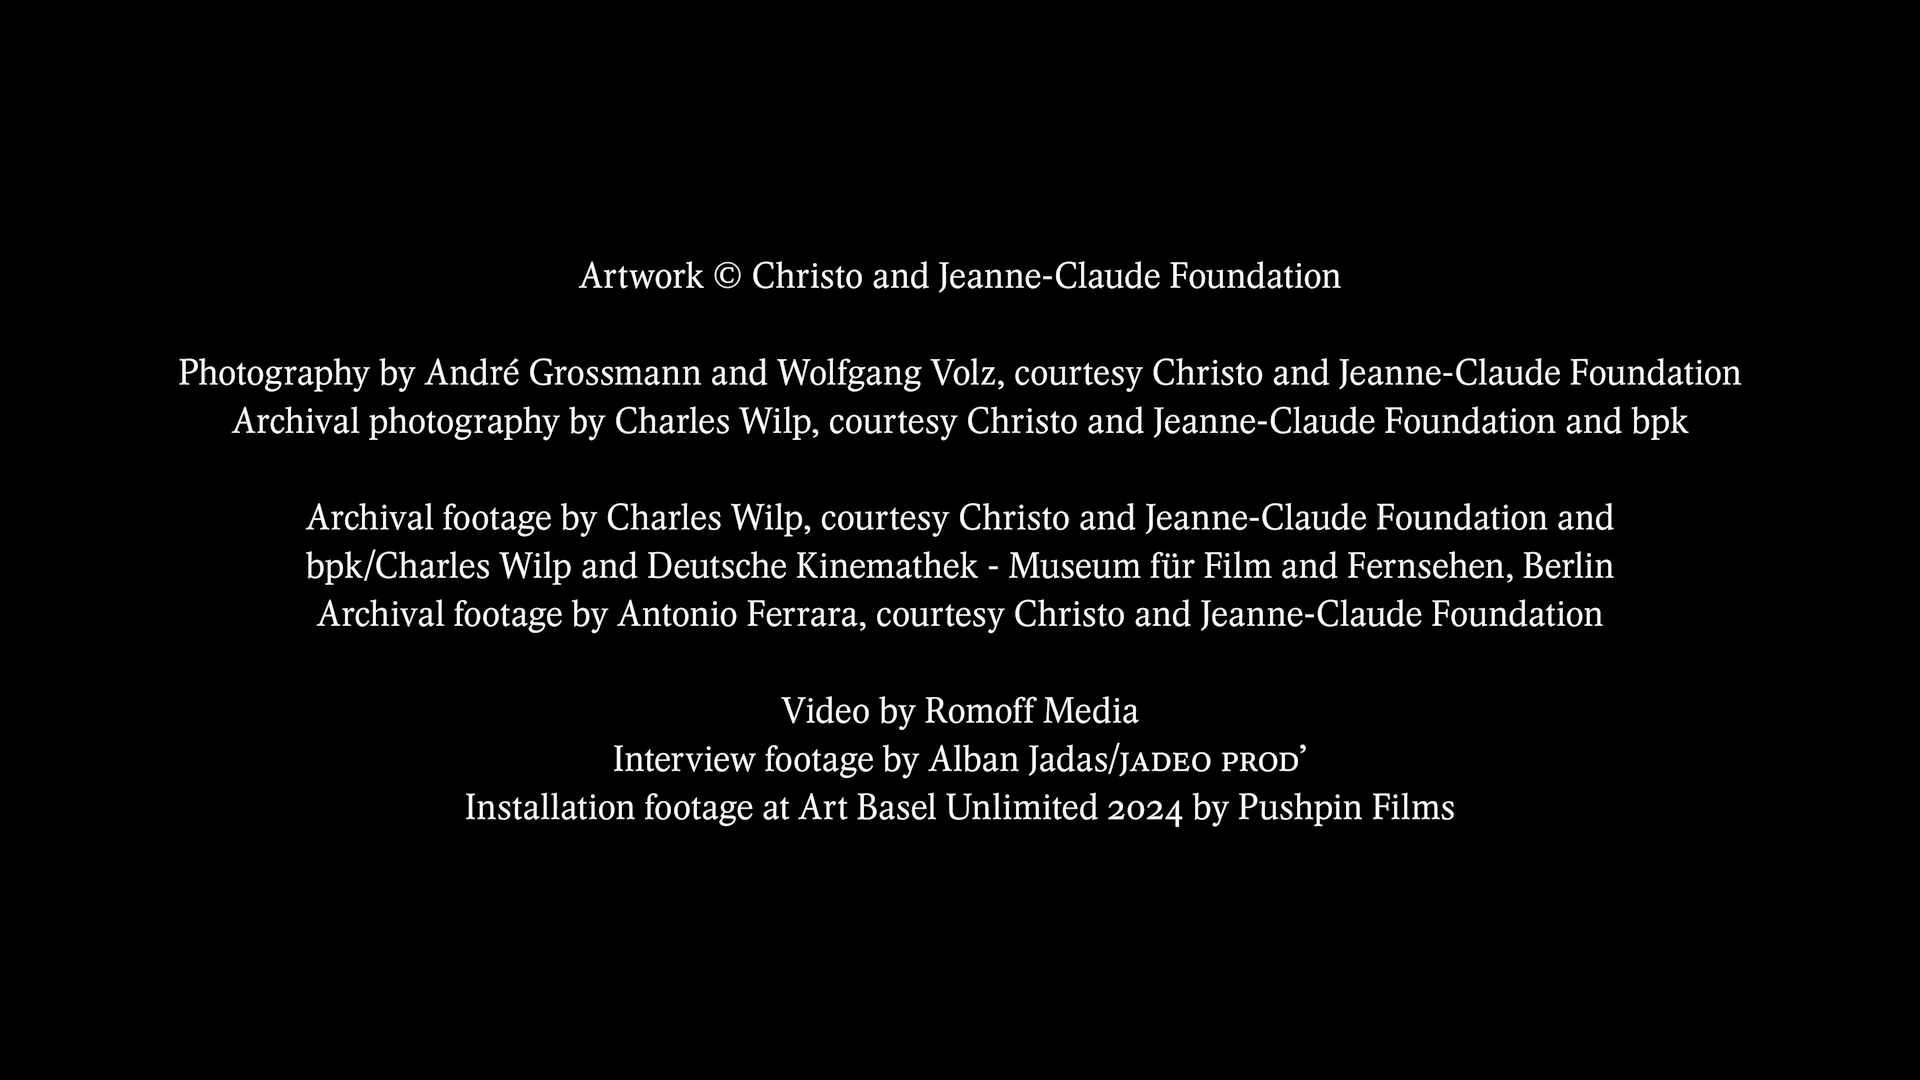 Artwork © Christo and Jeanne-Claude Foundation
Photography by André Grossmann and Wolfgang Volz, courtesy Christo and Jeanne-Claude Foundation
Archival photography by Charles Wilp, courtesy Christo and Jeanne-Claude Foundation and bpk
Archival footage by Charles Wilp, courtesy Christo and Jeanne-Claude Foundation and
bpk/Charles Wilp and Deutsche Kinemathek - Museum für Film and Fernsehen, Berlin
Archival footage by Antonio Ferrara, courtesy Christo and Jeanne-Claude Foundation
Video by Romoff Media
Interview footage by Alban Jadas/JADEO PROD’
Installation footage at Art Basel Unlimited 2024 by Pushpin Films